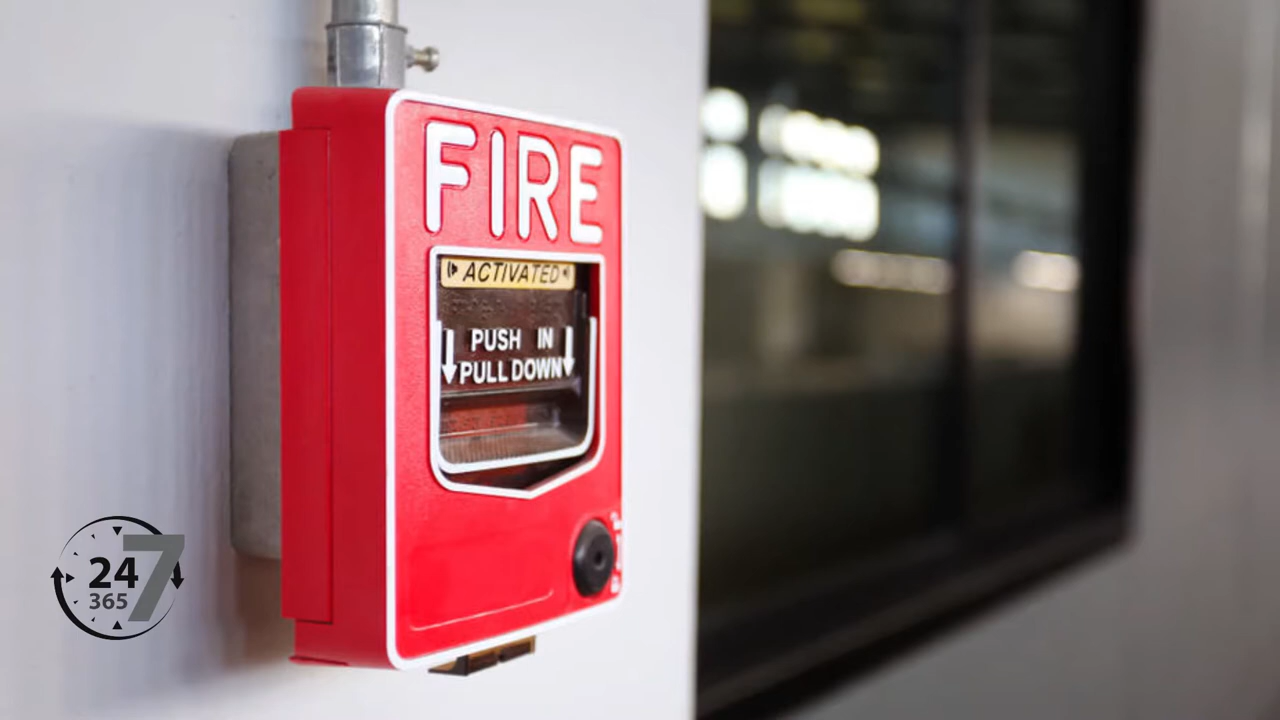 FIRE
ACTIVATED
PUSH IN
PULL DOWN
24 7
365